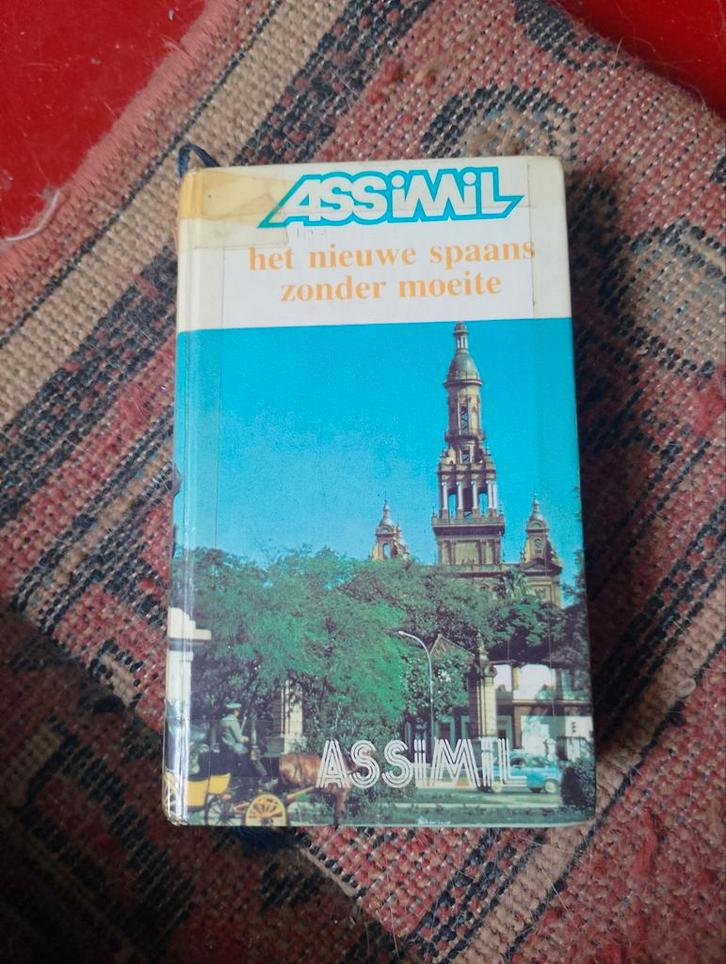 ASSiMiL
het nieuwe spaans
zonder moeite
ASSiMiL